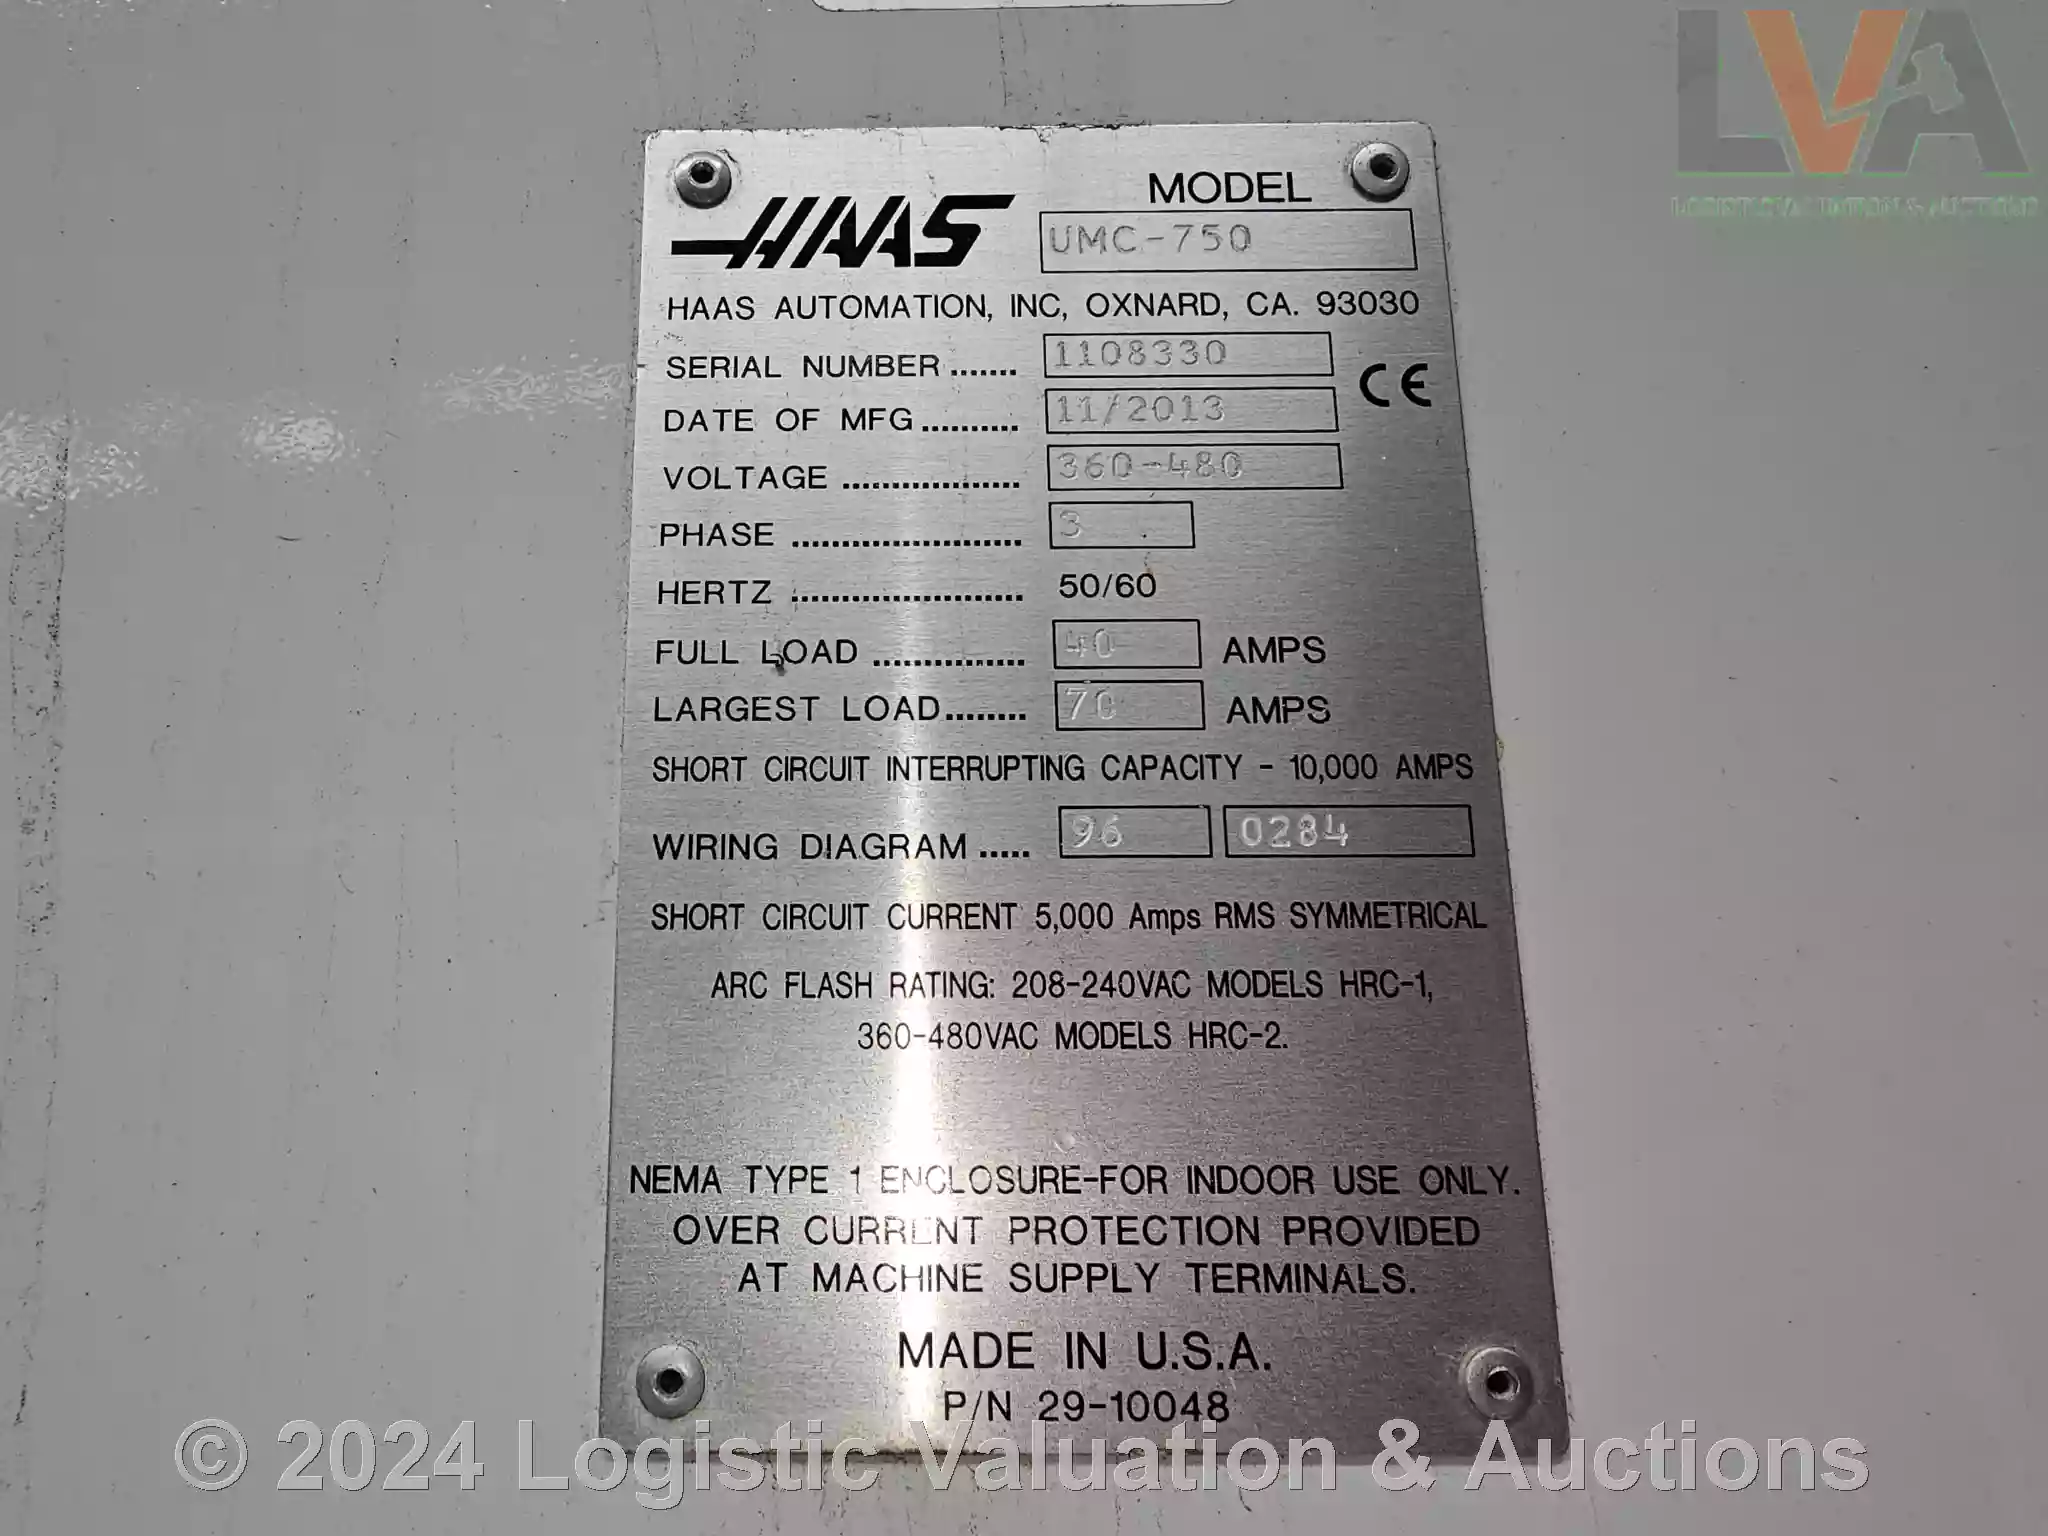 LVA
LOGISTIC VALUATION & AUCTIONS
HAAS
MODEL
UMC-750
HAAS AUTOMATION, INC, OXNARD, CA. 93030
SERIAL NUMBER ....... 1108330
CE
DATE OF MFG .......... 11/2013
VOLTAGE .................. 360-480
PHASE ....................... 3
HERTZ ....................... 50/60
FULL LOAD ............... 40 AMPS
LARGEST LOAD ........ 70 AMPS
SHORT CIRCUIT INTERRUPTING CAPACITY - 10,000 AMPS
WIRING DIAGRAM ..... 96 0284
SHORT CIRCUIT CURRENT 5,000 Amps RMS SYMMETRICAL
ARC FLASH RATING: 208-240VAC MODELS HRC-1,
360-480VAC MODELS HRC-2.
NEMA TYPE 1 ENCLOSURE-FOR INDOOR USE ONLY.
OVER CURRENT PROTECTION PROVIDED
AT MACHINE SUPPLY TERMINALS.
MADE IN U.S.A.
P/N 29-10048
© 2024 Logistic Valuation & Auctions